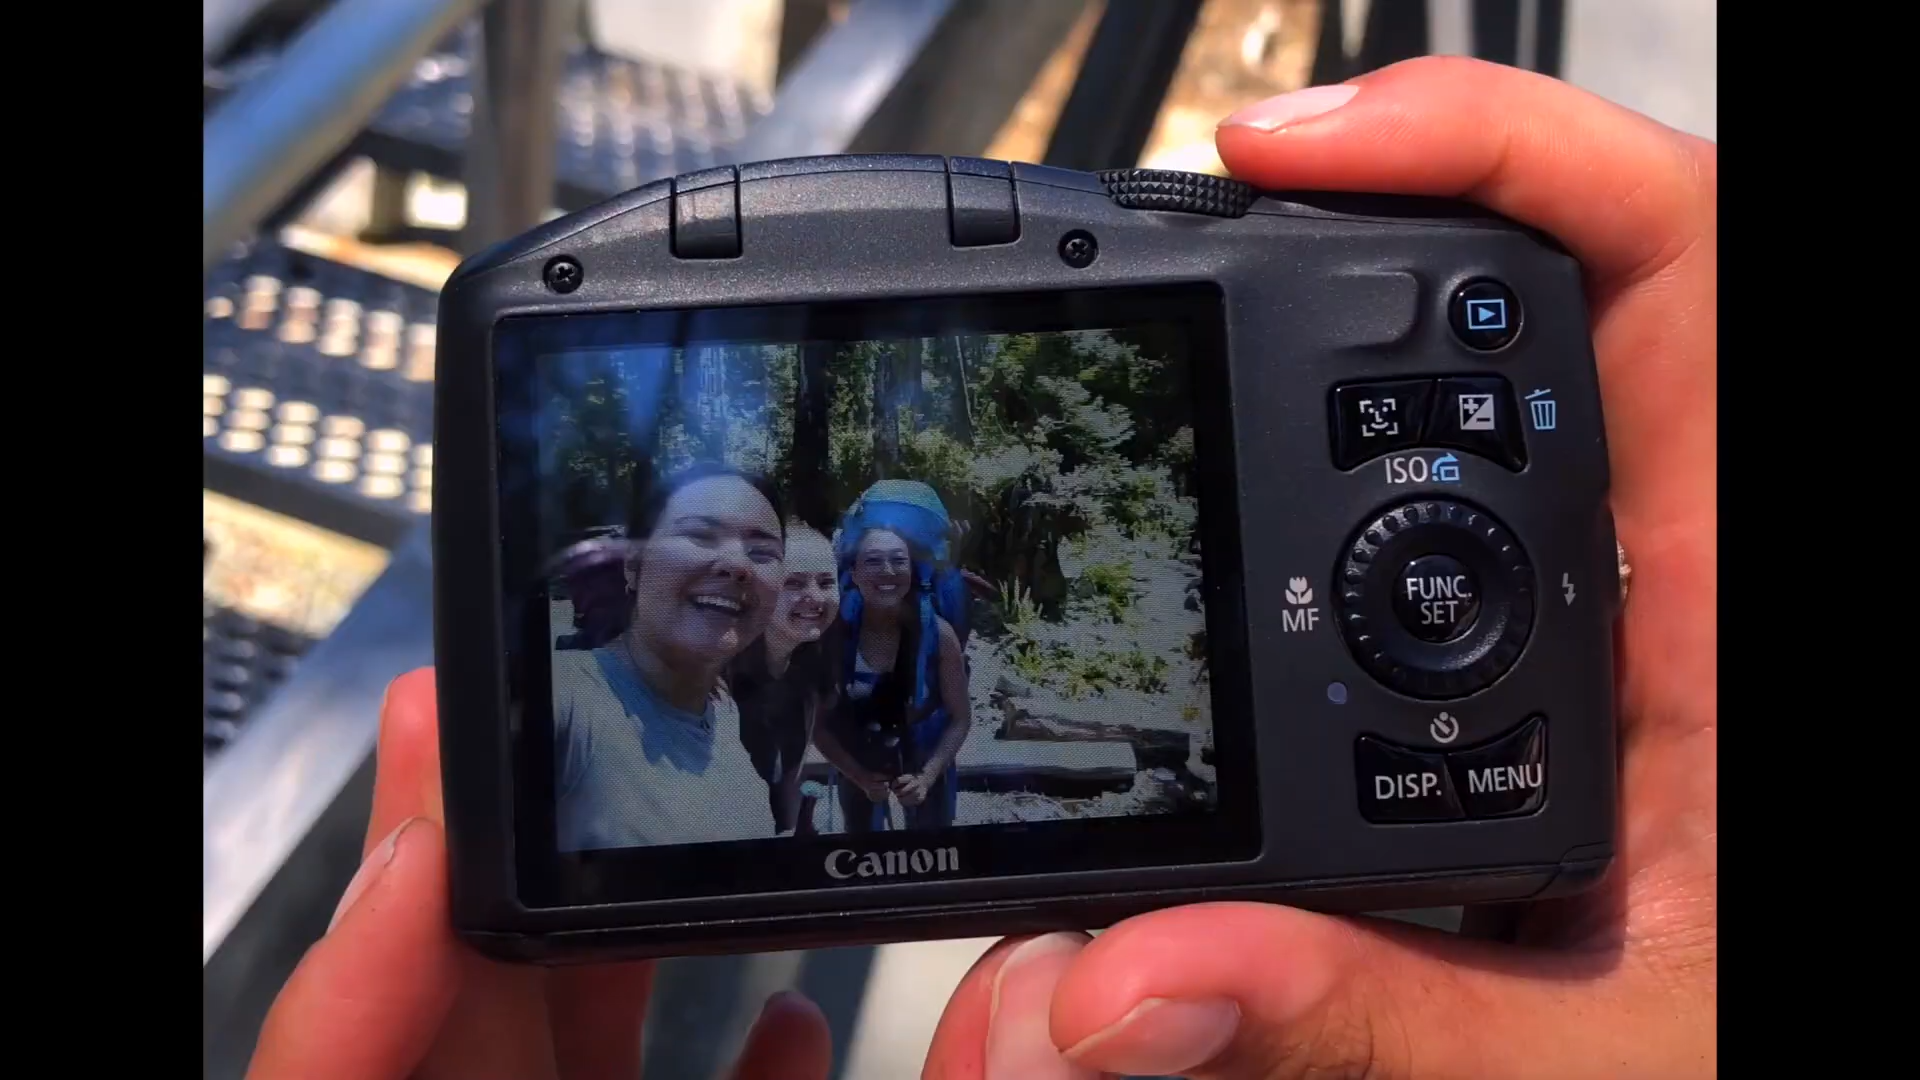 ISO
FUNC.
SET
MF
DISP.
MENU
Canon